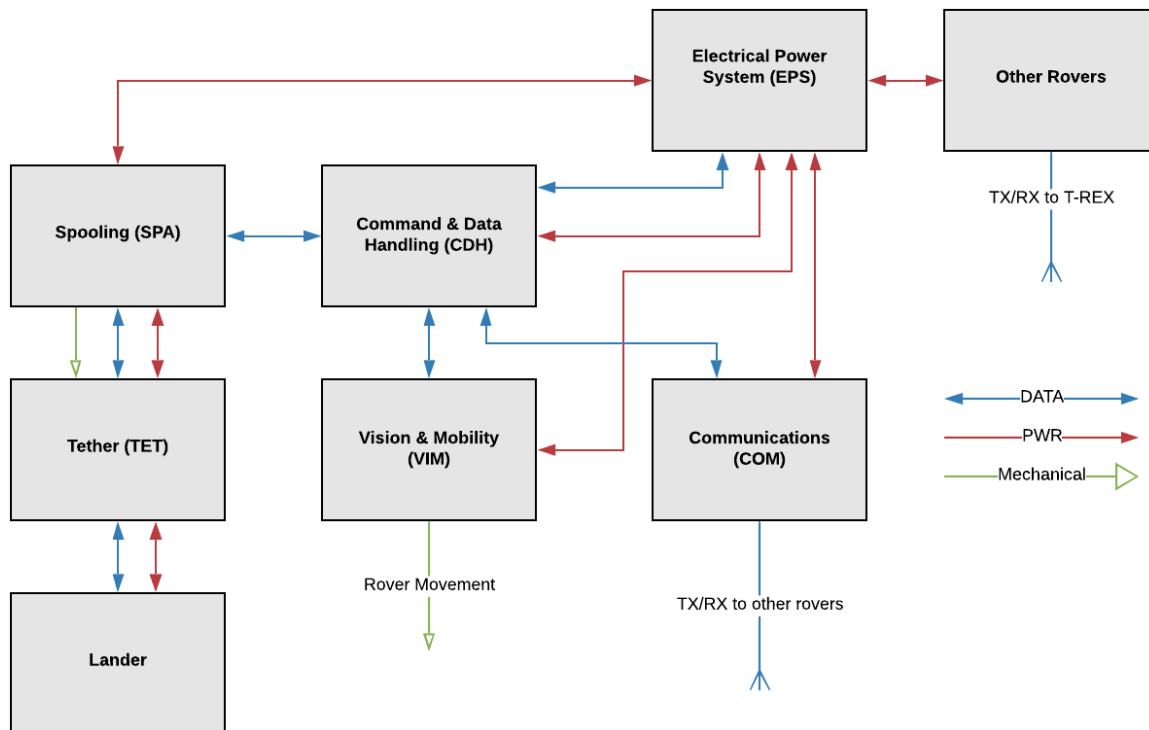 Electrical Power
System (EPS)
Other Rovers
Spooling (SPA)
Command & Data
Handling (CDH)
TX/RX to T-REX
Tether (TET)
Vision & Mobility
(VIM)
Communications
(COM)
DATA
PWR
Mechanical
Rover Movement
TX/RX to other rovers
Lander